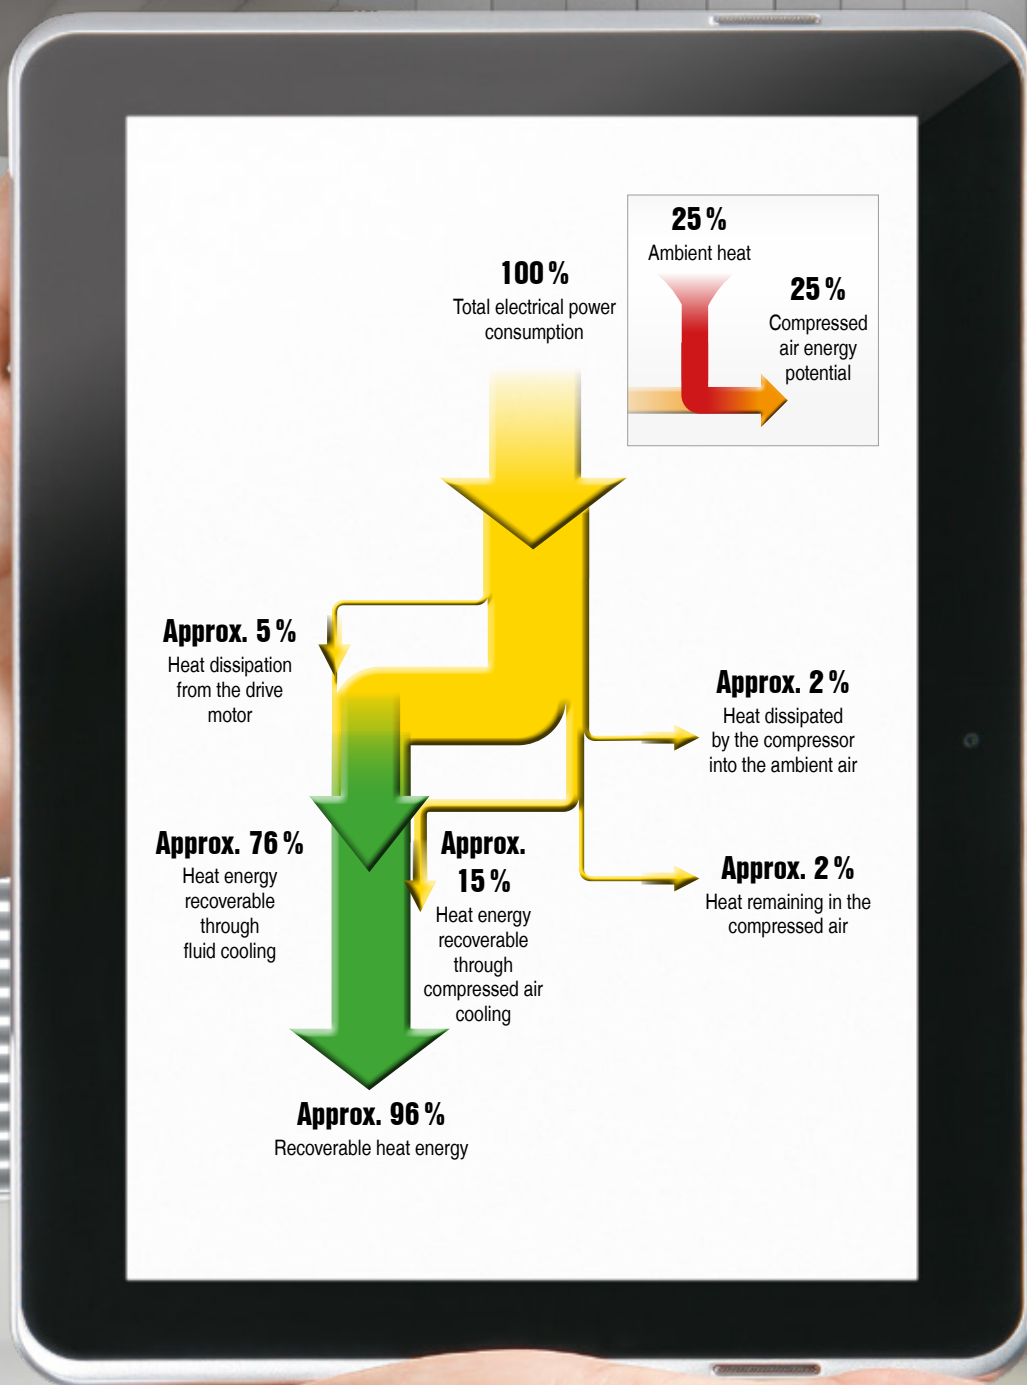 25 %
Ambient heat
25 %
Compressed
air energy
potential
100 %
Total electrical power
consumption
Approx. 5 %
Heat dissipation
from the drive
motor
Approx. 2 %
Heat dissipated
by the compressor
into the ambient air
Approx. 76 %
Heat energy
recoverable
through
fluid cooling
Approx.
15 %
Heat energy
recoverable
through
compressed air
cooling
Approx. 2 %
Heat remaining in the
compressed air
Approx. 96 %
Recoverable heat energy